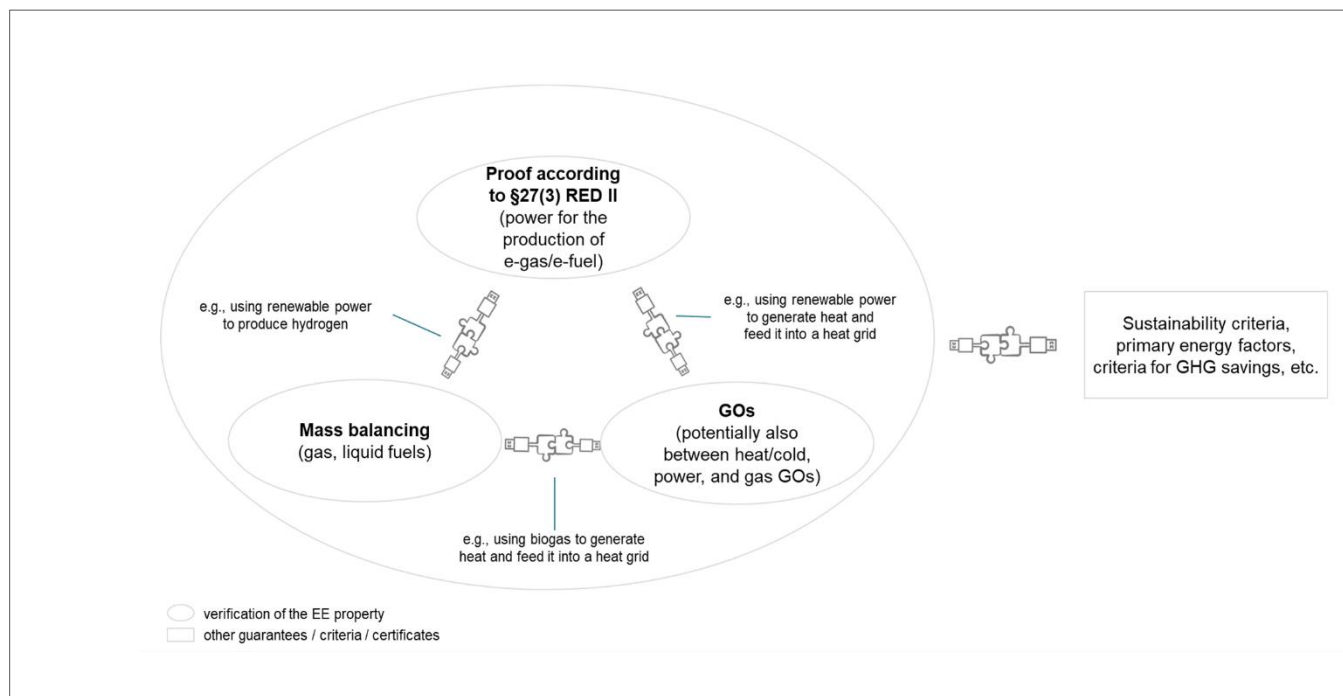 Proof according
to §27(3) RED II
(power for the
production of
e-gas/e-fuel)
e.g., using renewable power
to produce hydrogen
e.g., using renewable power
to generate heat and
feed it into a heat grid
Sustainability criteria,
primary energy factors,
criteria for GHG savings, etc.
Mass balancing
(gas, liquid fuels)
GOs
(potentially also
between heat/cold,
power, and gas GOs)
e.g., using biogas to generate
heat and feed it into a heat grid
verification of the EE property
other guarantees / criteria / certificates